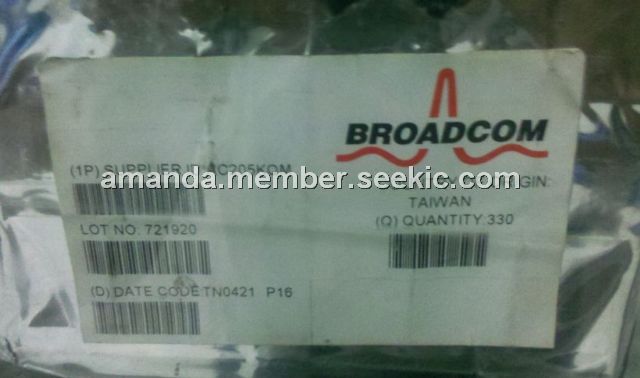 BROADCOM
(1P) SUPPLIER
amanda.member.seekic.com
TAIWAN
(Q) QUANTITY:330
LOT NO. 721920
(D) DATE CODE:TN0421 P16